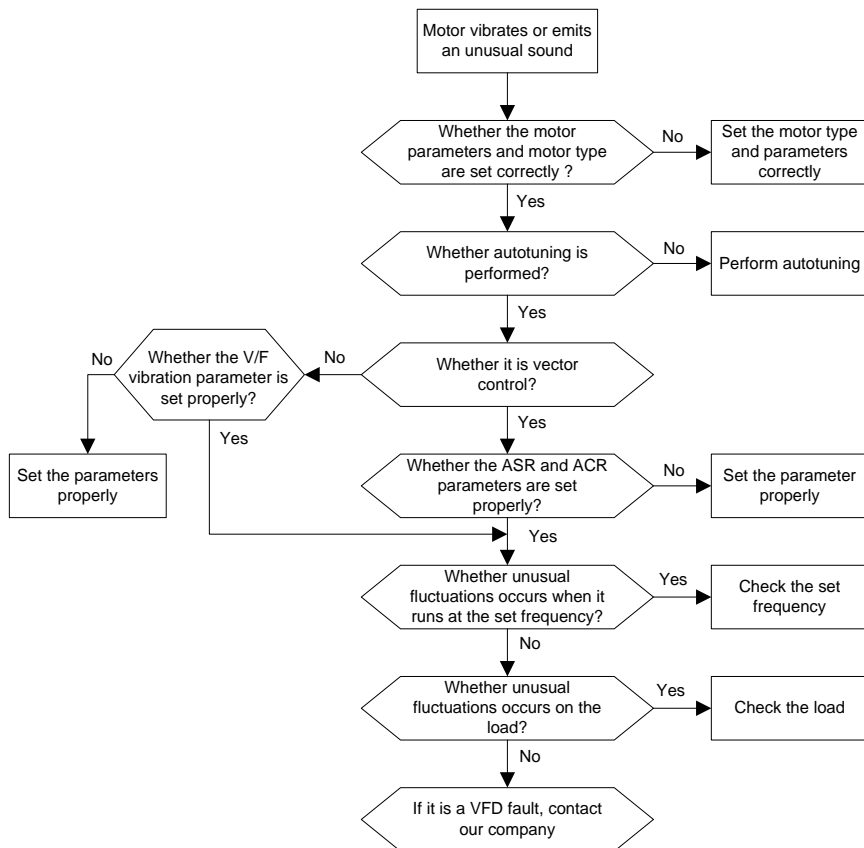 Motor vibrates or emits
an unusual sound
Whether the motor
parameters and motor type
are set correctly ?
No
Set the motor type
and parameters
correctly
Yes
Whether autotuning is
performed?
No
Perform autotuning
Yes
Whether it is vector
control?
No
Whether the V/F
vibration parameter is
set properly?
No
Set the parameters
properly
Yes
Yes
Whether the ASR and ACR
parameters are set
properly?
No
Set the parameter
properly
Yes
Whether unusual
fluctuations occurs when it
runs at the set frequency?
Yes
Check the set
frequency
No
Whether unusual
fluctuations occurs on the
load?
Yes
Check the load
No
If it is a VFD fault, contact
our company